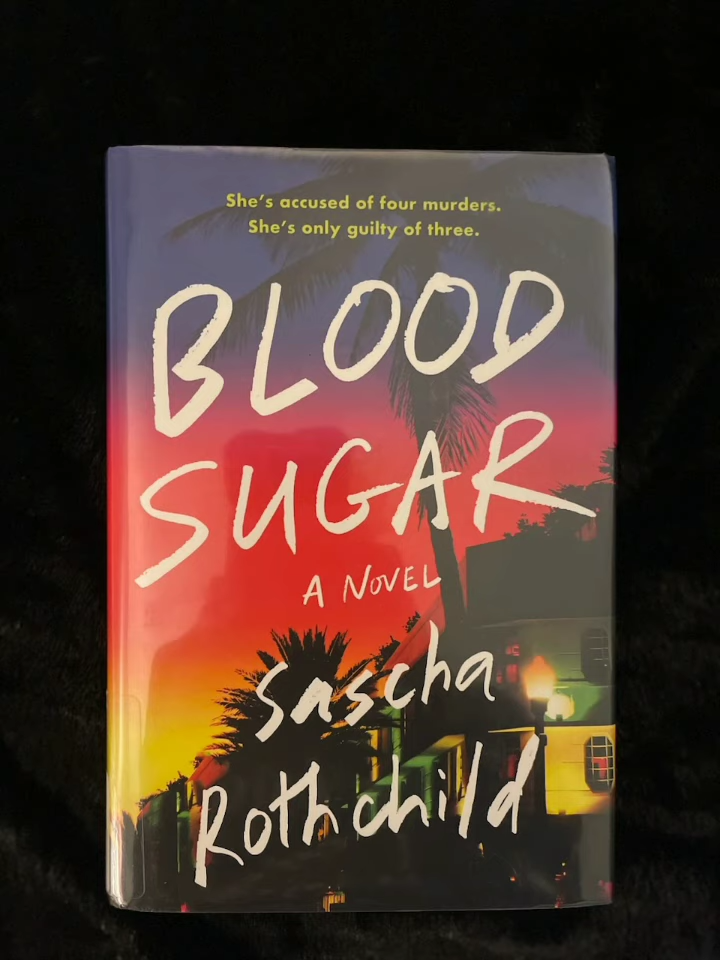 She's accused of four murders.
She's only guilty of three.
BLOOD
SUGAR
A NOVEL
Sascha
Rothchild